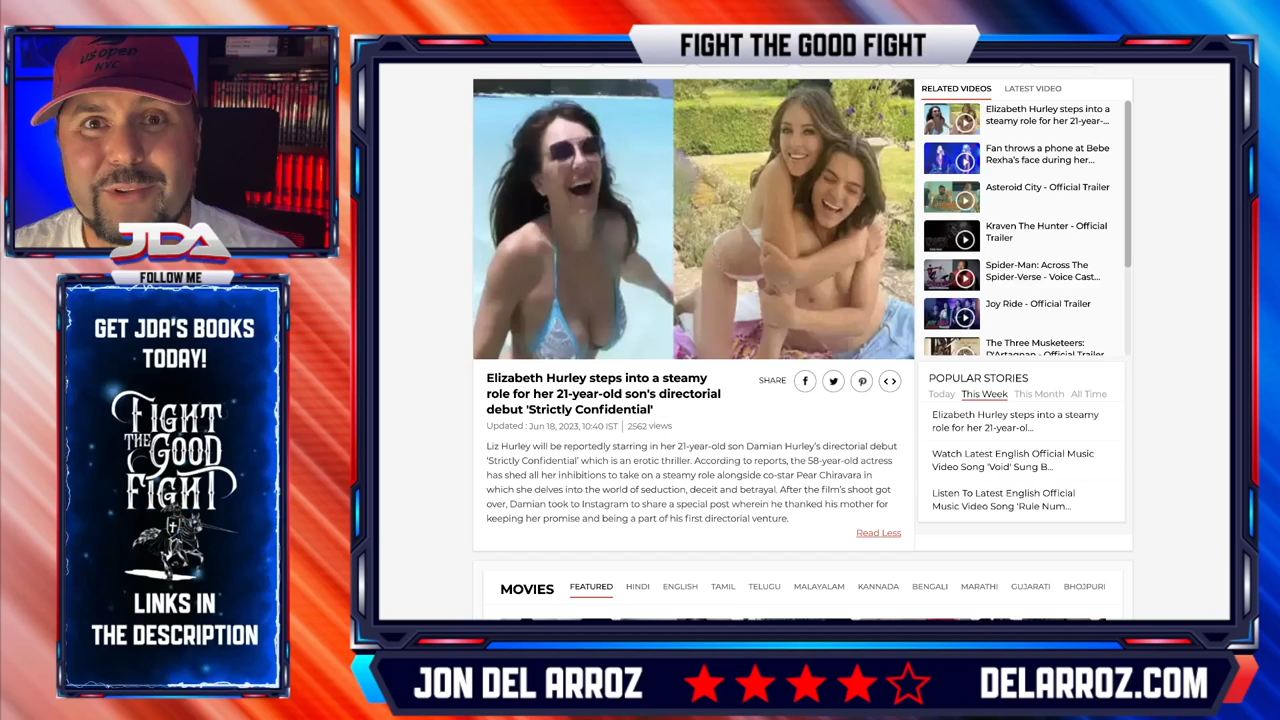 us open
NYC
JDA
FOLLOW ME
GET JDA'S BOOKS
TODAY!
FIGHT
THE
GOOD
FIGHT
LINKS IN
THE DESCRIPTION
FIGHT THE GOOD FIGHT
Elizabeth Hurley steps into a steamy
role for her 21-year-old son's directorial
debut 'Strictly Confidential'
SHARE
Updated : Jun 18, 2023, 10:40 IST | 2562 views
Liz Hurley will be reportedly starring in her 21-year-old son Damian Hurley's directorial debut
'Strictly Confidential' which is an erotic thriller. According to reports, the 58-year-old actress
has shed all her inhibitions to take on a steamy role alongside co-star Pear Chiravara in
which she delves into the world of seduction, deceit and betrayal. After the film's shoot got
over, Damian took to Instagram to share a special post wherein he thanked his mother for
keeping her promise and being a part of his first directorial venture.
Read Less
RELATED VIDEOS LATEST VIDEO
Elizabeth Hurley steps into a
steamy role for her 21-year-...
Fan throws a phone at Bebe
Rexha's face during her...
Asteroid City - Official Trailer
Kraven The Hunter - Official
Trailer
Spider-Man: Across The
Spider-Verse - Voice Cast...
Joy Ride - Official Trailer
The Three Musketeers:
D'Artagnan - Official Trailer
POPULAR STORIES
Today This Week This Month All Time
Elizabeth Hurley steps into a steamy
role for her 21-year-ol...
Watch Latest English Official Music
Video Song 'Void' Sung B...
Listen To Latest English Official
Music Video Song 'Rule Num...
MOVIES FEATURED HINDI ENGLISH TAMIL TELUGU MALAYALAM KANNADA BENGALI MARATHI GUJARATI BHOJPURI
JON DEL ARROZ
DELARROZ.COM